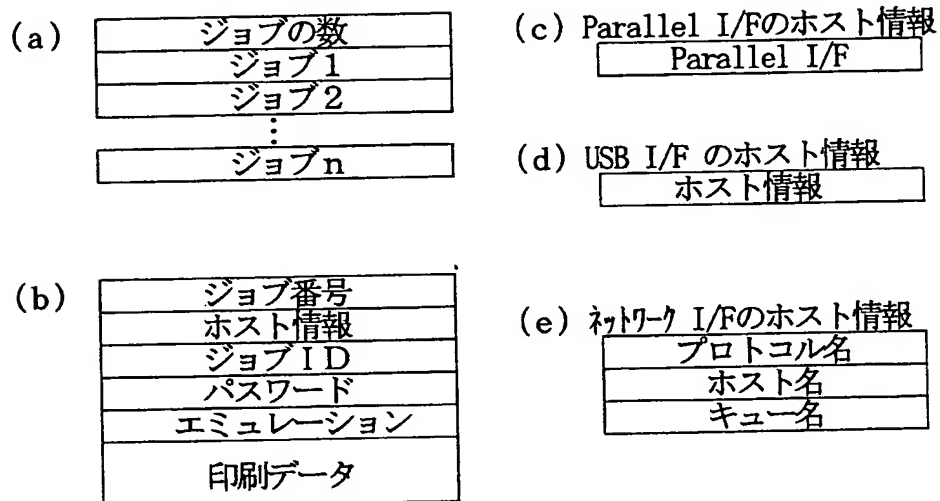 (a)
ジョブの数
ジョブ1
ジョブ2
⋮
ジョブn
(b)
ジョブ番号
ホスト情報
ジョブID
パスワード
エミュレーション
印刷データ
(c) Parallel I/Fのホスト情報
Parallel I/F
(d) USB I/F のホスト情報
ホスト情報
(e) ネットワーク I/Fのホスト情報
プロトコル名
ホスト名
キュー名